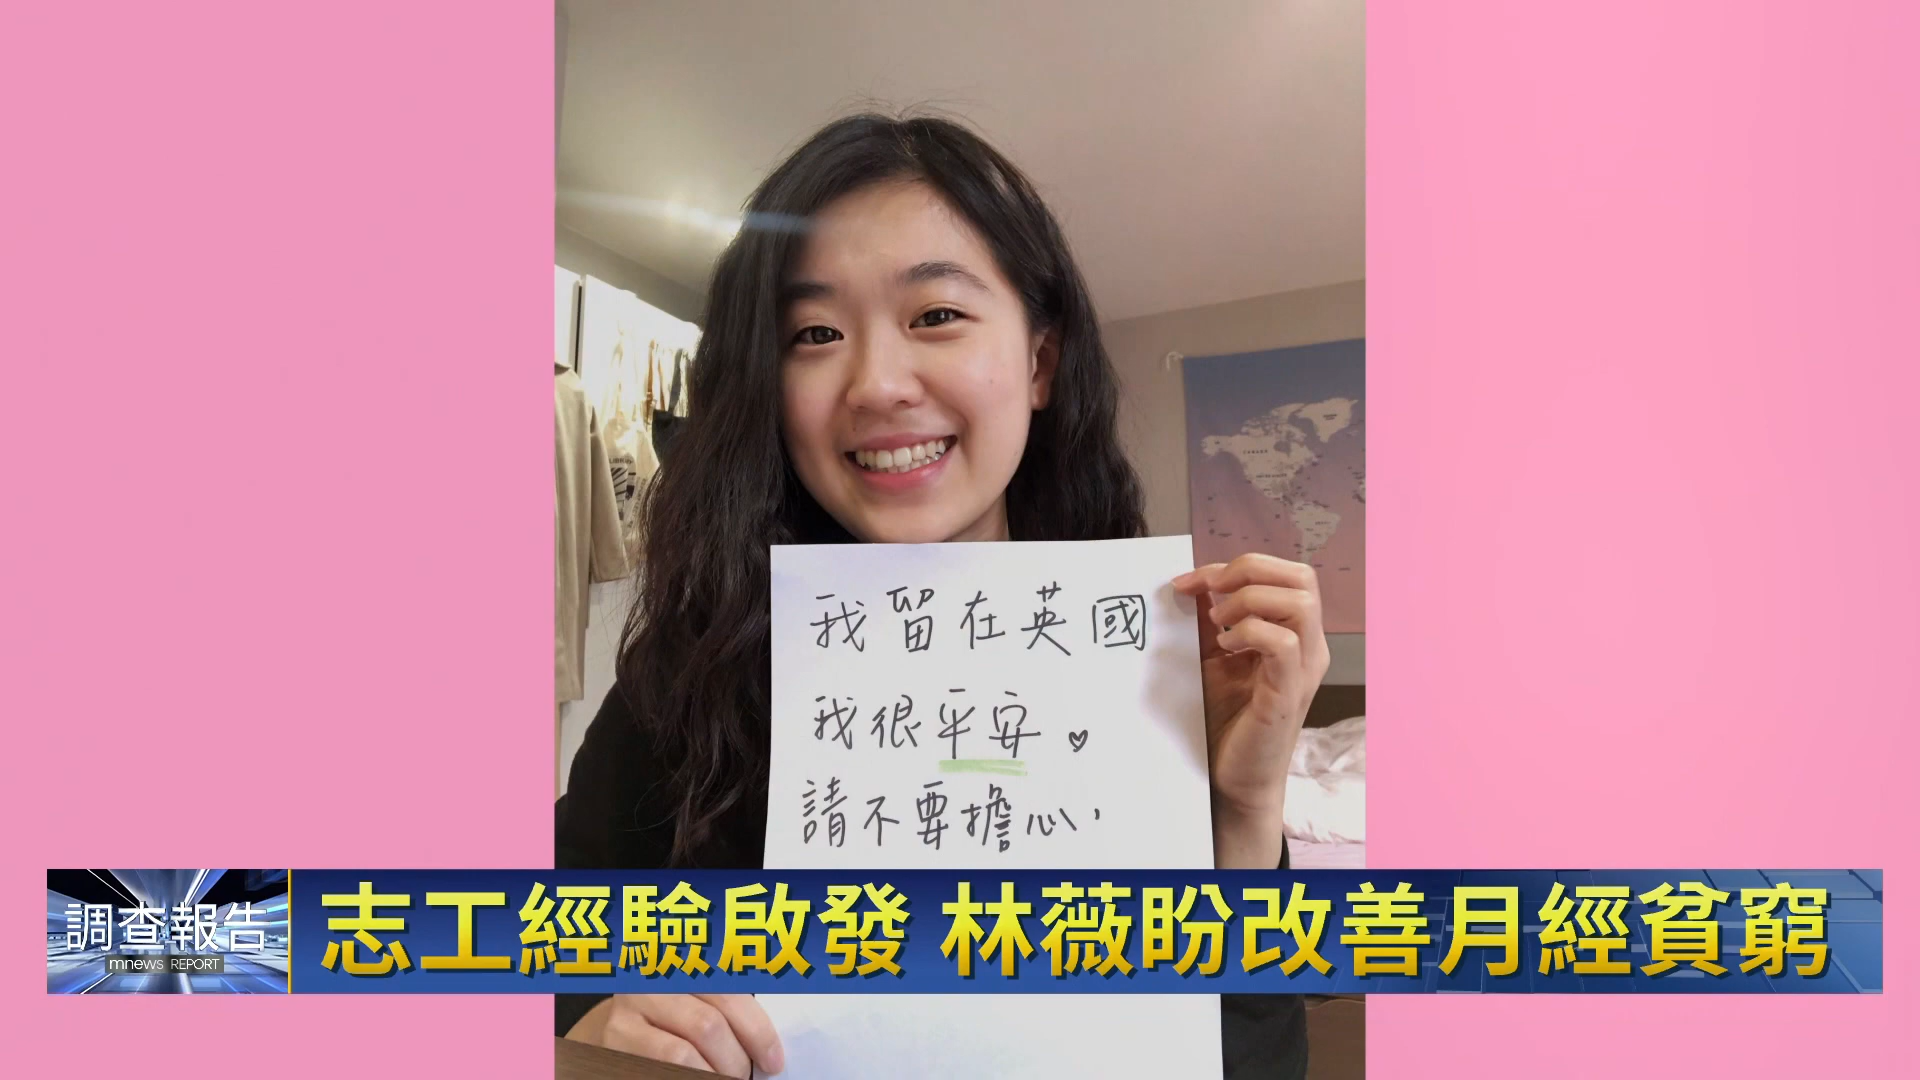 我留在英國
我很平安。♡
請不要擔心,
調查報告
mnews REPORT
志工經驗啟發 林薇盼改善月經貧窮